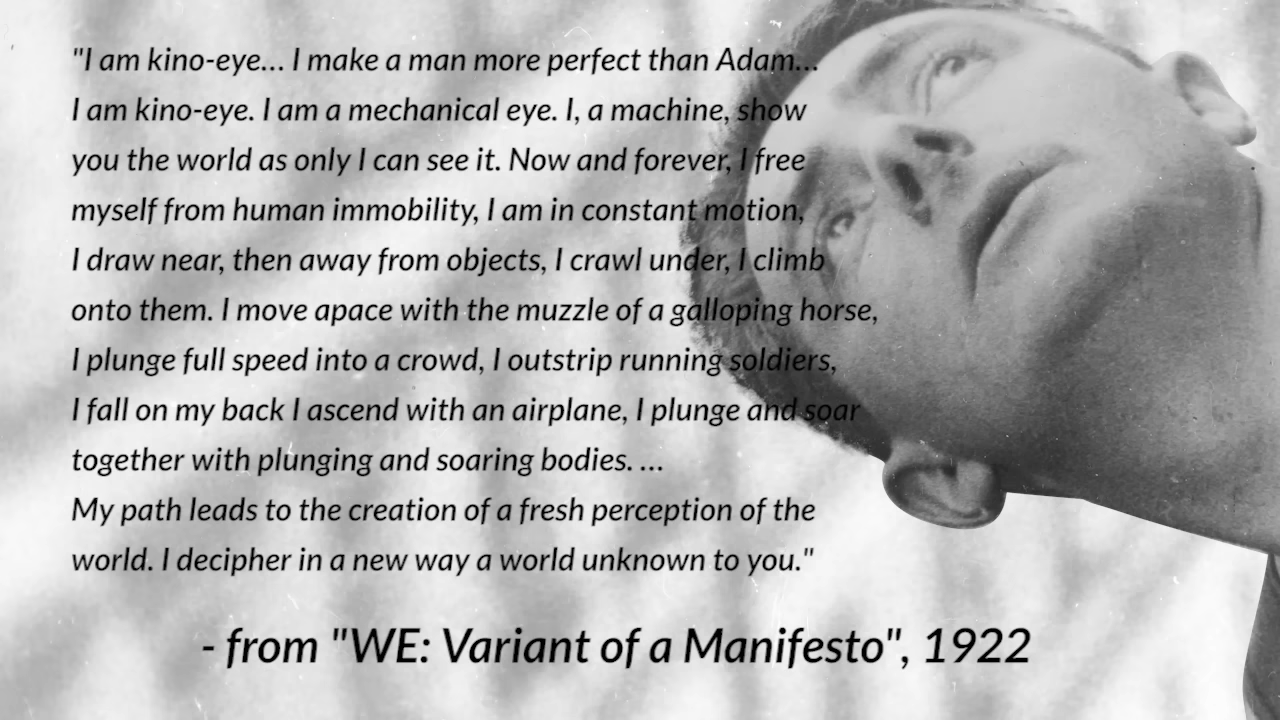 "I am kino-eye... I make a man more perfect than Adam...
I am kino-eye. I am a mechanical eye. I, a machine, show
you the world as only I can see it. Now and forever, I free
myself from human immobility, I am in constant motion,
I draw near, then away from objects, I crawl under, I climb
onto them. I move apace with the muzzle of a galloping horse,
I plunge full speed into a crowd, I outstrip running soldiers,
I fall on my back I ascend with an airplane, I plunge and soar
together with plunging and soaring bodies. ...
My path leads to the creation of a fresh perception of the
world. I decipher in a new way a world unknown to you."
- from "WE: Variant of a Manifesto", 1922